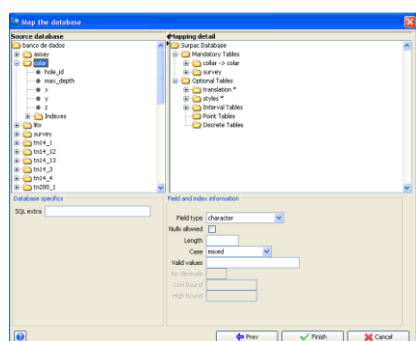 Map the database
Source database
banco de dados
assay
colar
hole_id
max_depth
x
y
z
Indexes
lito
survey
tn14_1
tn14_12
tn14_13
tn14_3
tn14_4
tn200_1
Mapping detail
Surpac Database
Mandatory Tables
collar -> colar
survey
Optional Tables
translation *
styles *
Interval Tables
Point Tables
Discrete Tables
Database specifics
SQL extra
Field and index information
Field type character
Nulls allowed
Length
Case mixed
Valid values
No decimals
Low bound
High bound
Prev
Finish
Cancel